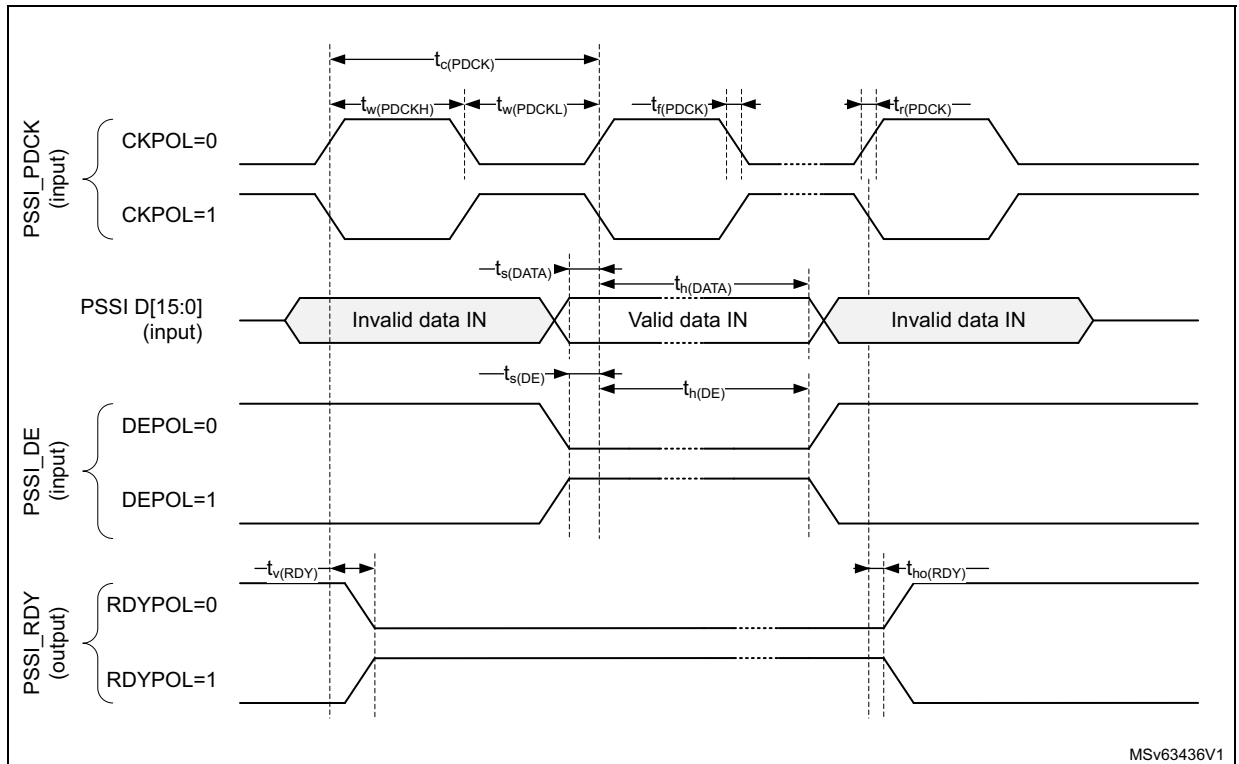 tc(PDCK)
tw(PDCKH)
tw(PDCKL)
tf(PDCK)
tr(PDCK)
PSSI_PDCK
(input)
CKPOL=0
CKPOL=1
ts(DATA)
th(DATA)
PSSI D[15:0]
(input)
Invalid data IN
Valid data IN
Invalid data IN
ts(DE)
th(DE)
PSSI_DE
(input)
DEPOL=0
DEPOL=1
tv(RDY)
tho(RDY)
PSSI_RDY
(output)
RDYPOL=0
RDYPOL=1
MSv63436V1